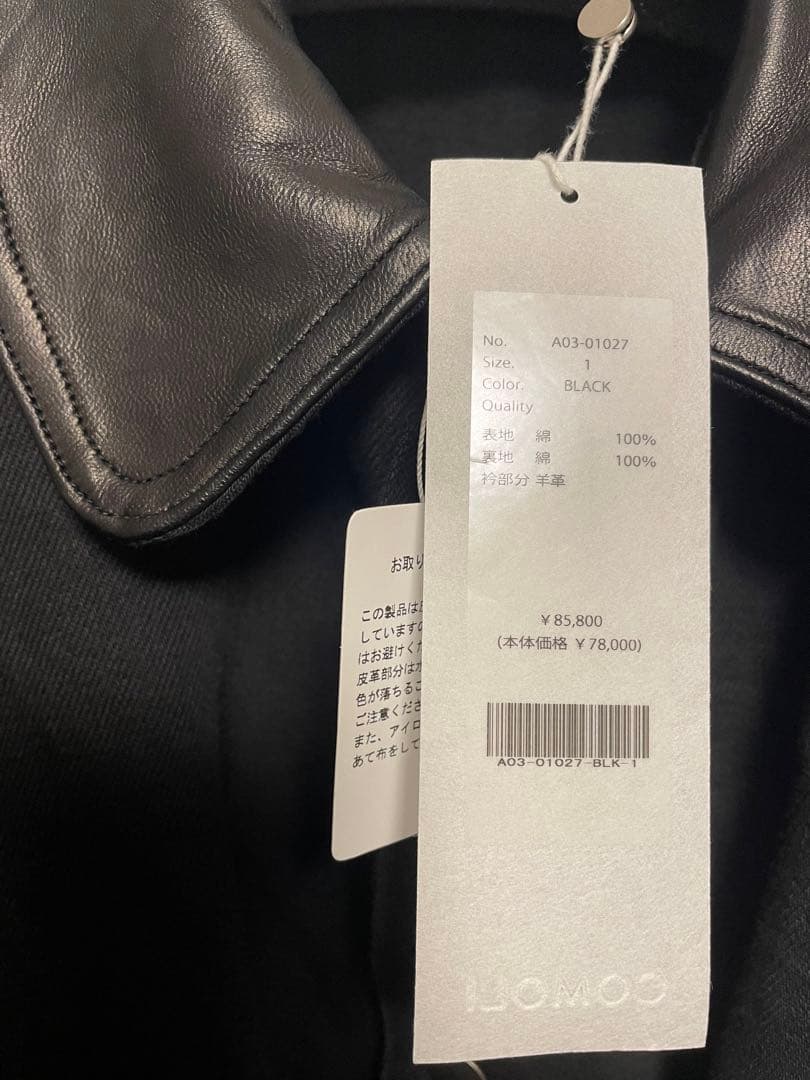 No. A03-01027
Size. 1
Color. BLACK
Quality
表地 綿 100%
裏地 綿 100%
衿部分 羊革
¥85,800
(本体価格 ¥78,000)
A03-01027-BLK-1
COMOLI
お取り
この製品は
しています
はお避けくだ
皮革部分は水
色が落ちるこ
ご注意くださ
また、アイロ
あて布をして